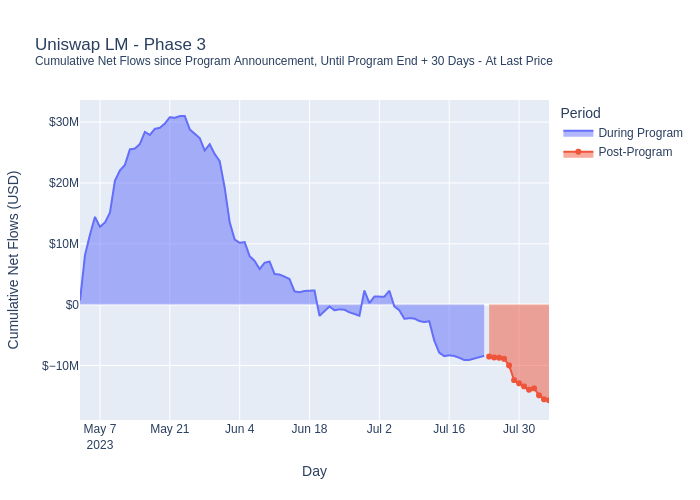 Uniswap LM - Phase 3
Cumulative Net Flows since Program Announcement, Until Program End + 30 Days - At Last Price
Period
During Program
Post-Program
Cumulative Net Flows (USD)
$30M
$20M
$10M
$0
$−10M
May 7
2023
May 21
Jun 4
Jun 18
Jul 2
Jul 16
Jul 30
Day